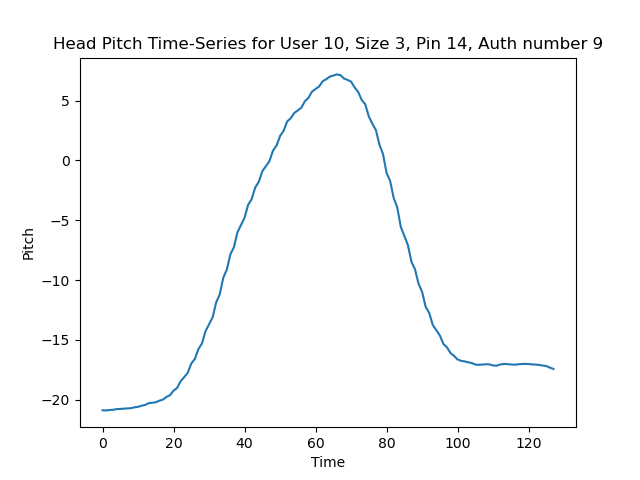 Head Pitch Time-Series for User 10, Size 3, Pin 14, Auth number 9
5
0
−5
−10
−15
−20
Pitch
0 20 40 60 80 100 120
Time